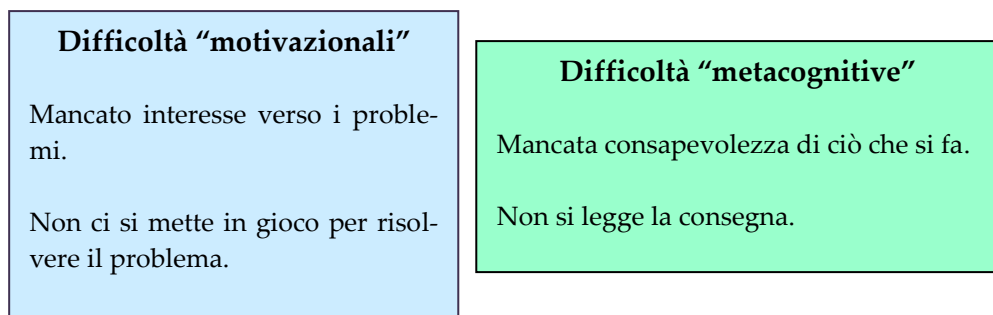 Difficoltà “motivazionali”
Mancato interesse verso i proble-
mi.
Non ci si mette in gioco per risol-
vere il problema.
Difficoltà “metacognitive”
Mancata consapevolezza di ciò che si fa.
Non si legge la consegna.